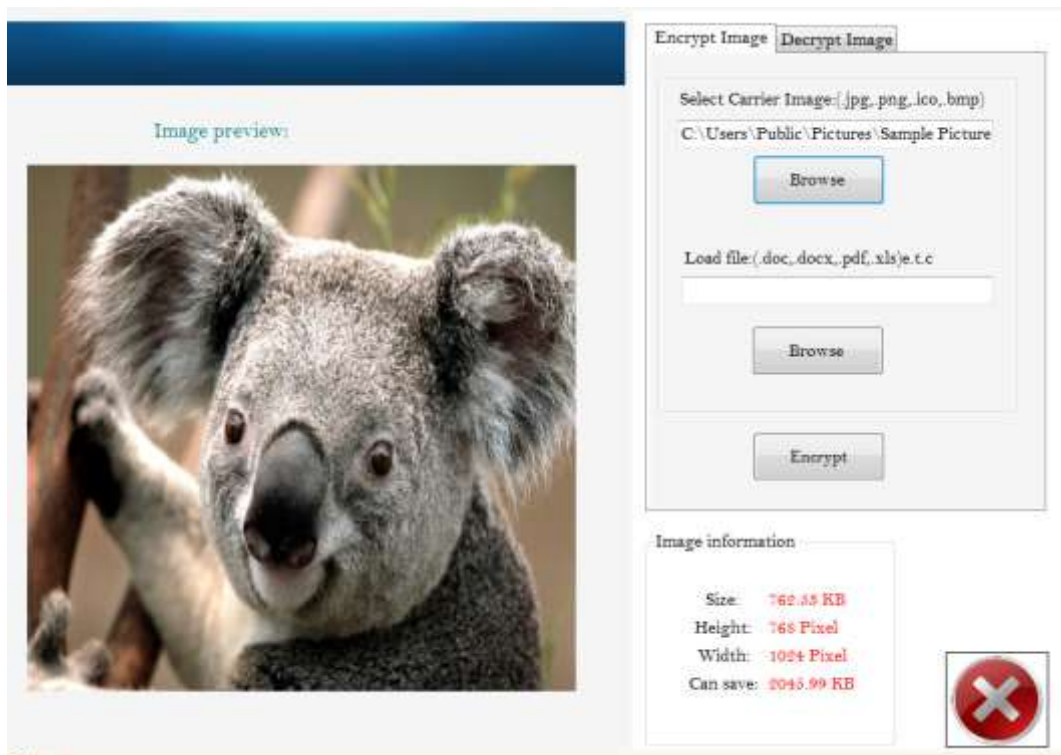 Encrypt Image
Decrypt Image
Image preview:
Select Carrier Image:(.jpg,.png,.ico,.bmp)
C:\Users\Public\Pictures\Sample Picture
Browse
Load file:(.doc,.docx,.pdf,.xls)e.t.c
Browse
Encrypt
Image information
Size: 762.53 KB
Height: 768 Pixel
Width: 1024 Pixel
Can save: 2045.99 KB